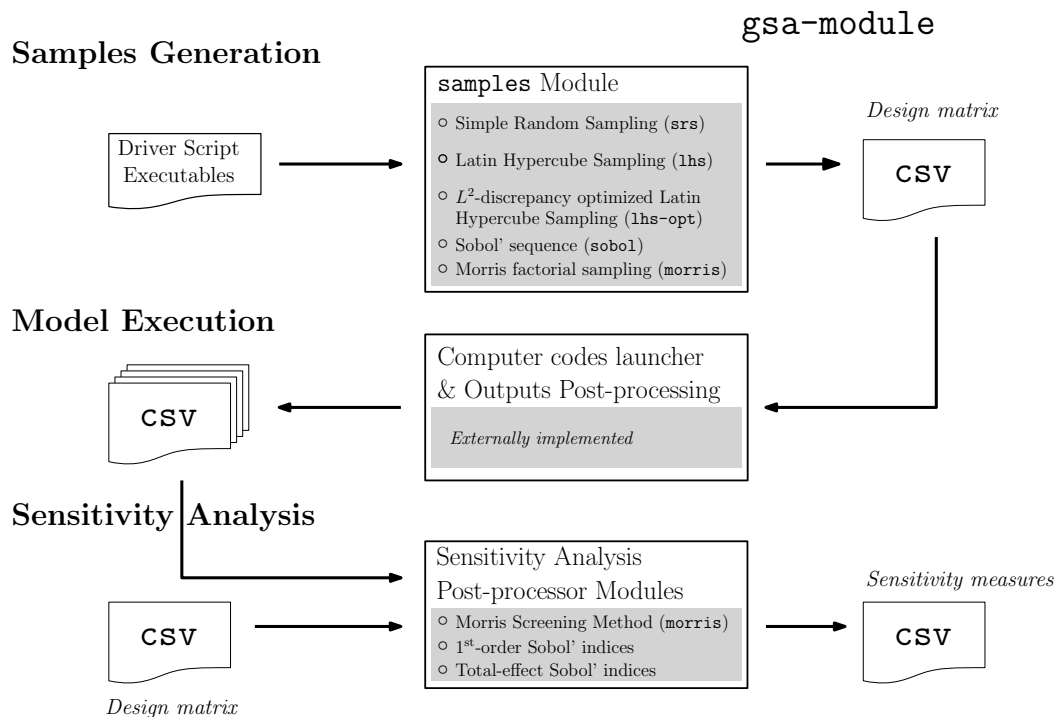 gsa-module
Samples Generation
samples Module
Design matrix
Driver Script
Executables
○ Simple Random Sampling (srs)
○ Latin Hypercube Sampling (lhs)
○ L²-discrepancy optimized Latin
Hypercube Sampling (lhs-opt)
○ Sobol' sequence (sobol)
○ Morris factorial sampling (morris)
CSV
Model Execution
Computer codes launcher
& Outputs Post-processing
CSV
Externally implemented
Sensitivity Analysis
Sensitivity Analysis
Post-processor Modules
Sensitivity measures
CSV
○ Morris Screening Method (morris)
○ 1ˢᵗ-order Sobol' indices
○ Total-effect Sobol' indices
CSV
Design matrix